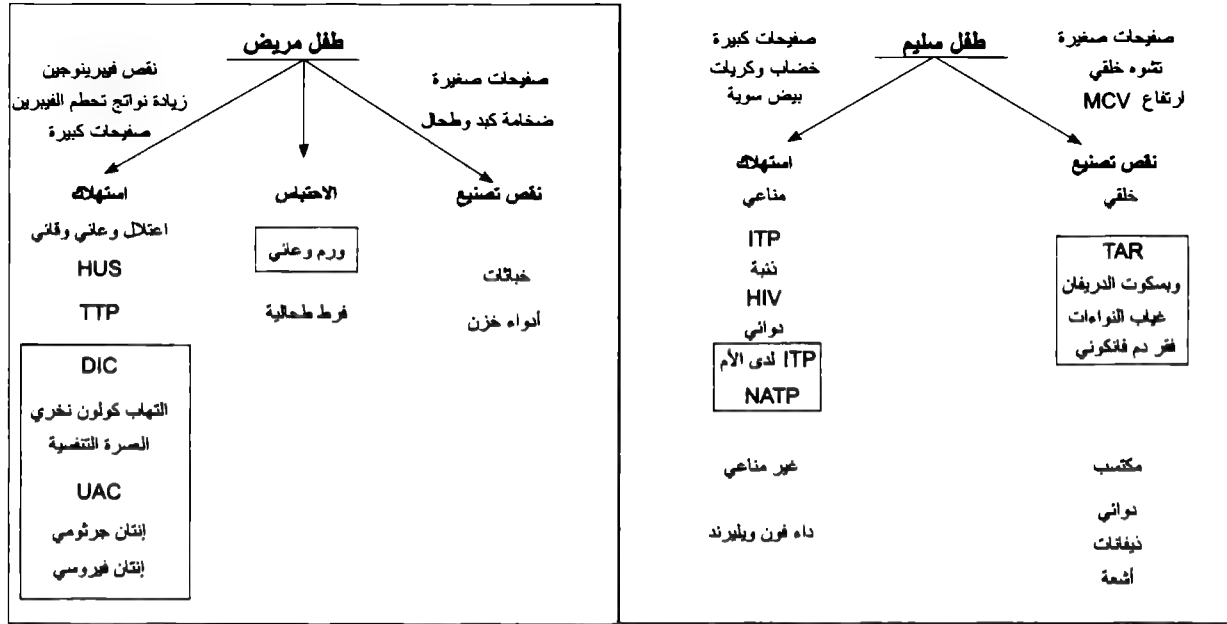 طفل سليم
صفيحات صغيرة
تشوه خلقي
ارتفاع MCV
نقص تصنيع
خلقي
TAR
وبسكوت الدريفان
غياب النواءات
فقر دم فانكوني
مكتسب
دوائي
ذيفانات
أشعة
صفيحات كبيرة
خضاب وكريات
بيض سوية
استهلاك
مناعي
ITP
ذئبة
HIV
دوائي
ITP لدى الأم
NATP
غير مناعي
داء فون ويليبرند
طفل مريض
صفيحات صغيرة
ضخامة كبد وطحال
نقص تصنيع
خباثات
أدواء خزن
الاحتباس
ورم وعائي
فرط طحالية
نقص فيبرينوجين
زيادة نواتج تحطم الفيبرين
صفيحات كبيرة
استهلاك
اعتلال وعائي وقائي
HUS
TTP
DIC
التهاب كولون نخري
العسرة التنفسية
UAC
إنتان جرثومي
إنتان فيروسي